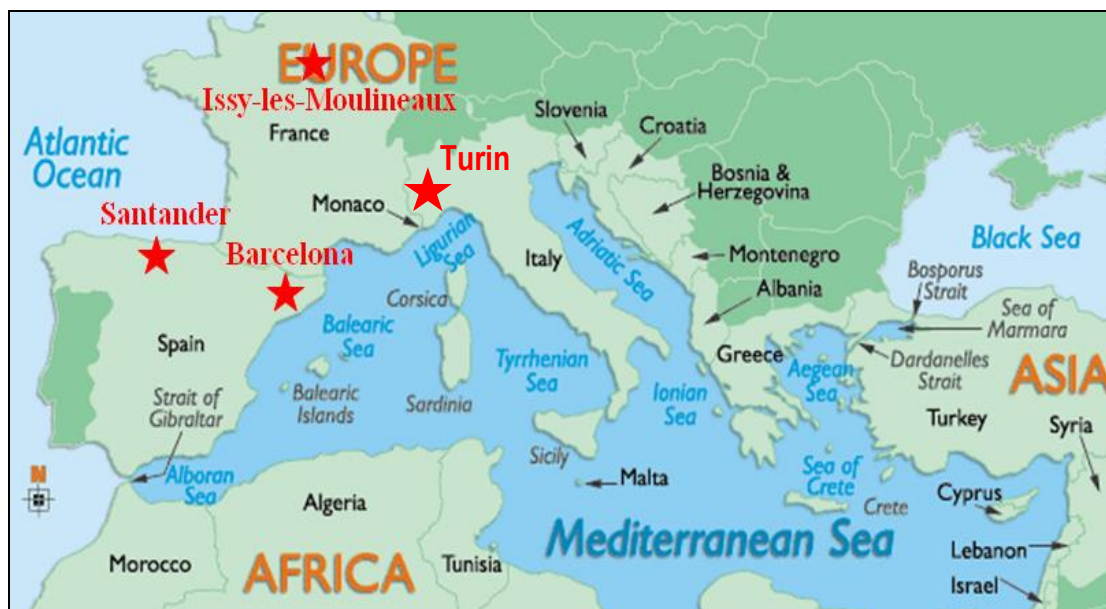 EUROPE
Issy-les-Moulineaux
France
Atlantic
Ocean
Slovenia
Croatia
Turin
Bosnia &
Herzegovina
Monaco
Santander
Barcelona
Ligurian
Sea
Adriatic Sea
Italy
Montenegro
Black Sea
Albania
Bosporus
Strait
Corsica
Sea of
Marmara
Balearic
Sea
Spain
Tyrrhenian
Sea
Greece
Aegean
Sea
Dardanelles
Strait
ASIA
Strait of
Gibraltar
Balearic
Islands
Sardinia
Ionian
Sea
Turkey
Syria
Sicily
N
Alboran
Sea
Malta
Sea of
Crete
Crete
Cyprus
Algeria
Mediterranean Sea
Lebanon
Morocco
AFRICA
Tunisia
Israel